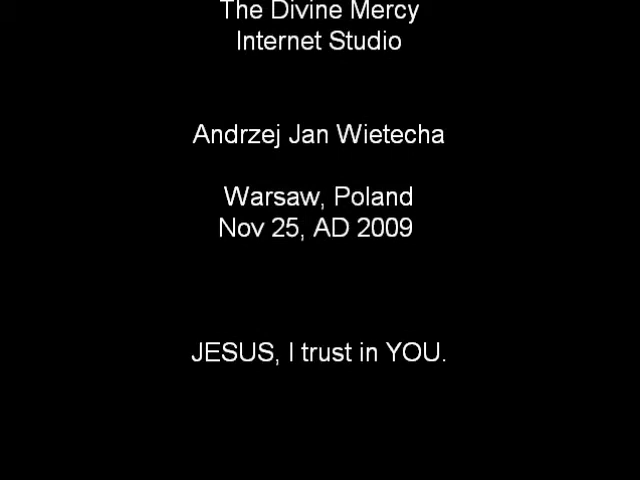 The Divine Mercy
Internet Studio
Andrzej Jan Wietecha
Warsaw, Poland
Nov 25, AD 2009
JESUS, I trust in YOU.